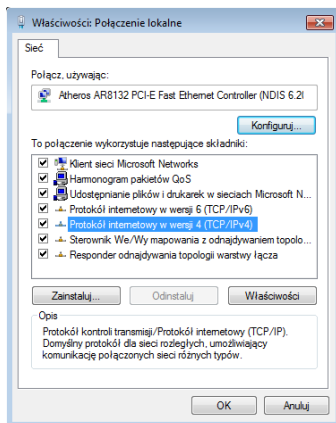 Właściwości: Połączenie lokalne
Sieć
Połącz, używając:
Atheros AR8132 PCI-E Fast Ethernet Controller (NDIS 6.20
Konfiguruj...
To połączenie wykorzystuje następujące składniki:
Klient sieci Microsoft Networks
Harmonogram pakietów QoS
Udostępnianie plików i drukarek w sieciach Microsoft N...
Protokół internetowy w wersji 6 (TCP/IPv6)
Protokół internetowy w wersji 4 (TCP/IPv4)
Sterownik We/Wy mapowania z odnajdywaniem topolo...
Responder odnajdywania topologii warstwy łącza
Zainstaluj...
Odinstaluj
Właściwości
Opis
Protokół kontroli transmisji/Protokół internetowy (TCP/IP).
Domyślny protokół dla sieci rozległych, umożliwiający
komunikację połączonych sieci różnych typów.
OK
Anuluj